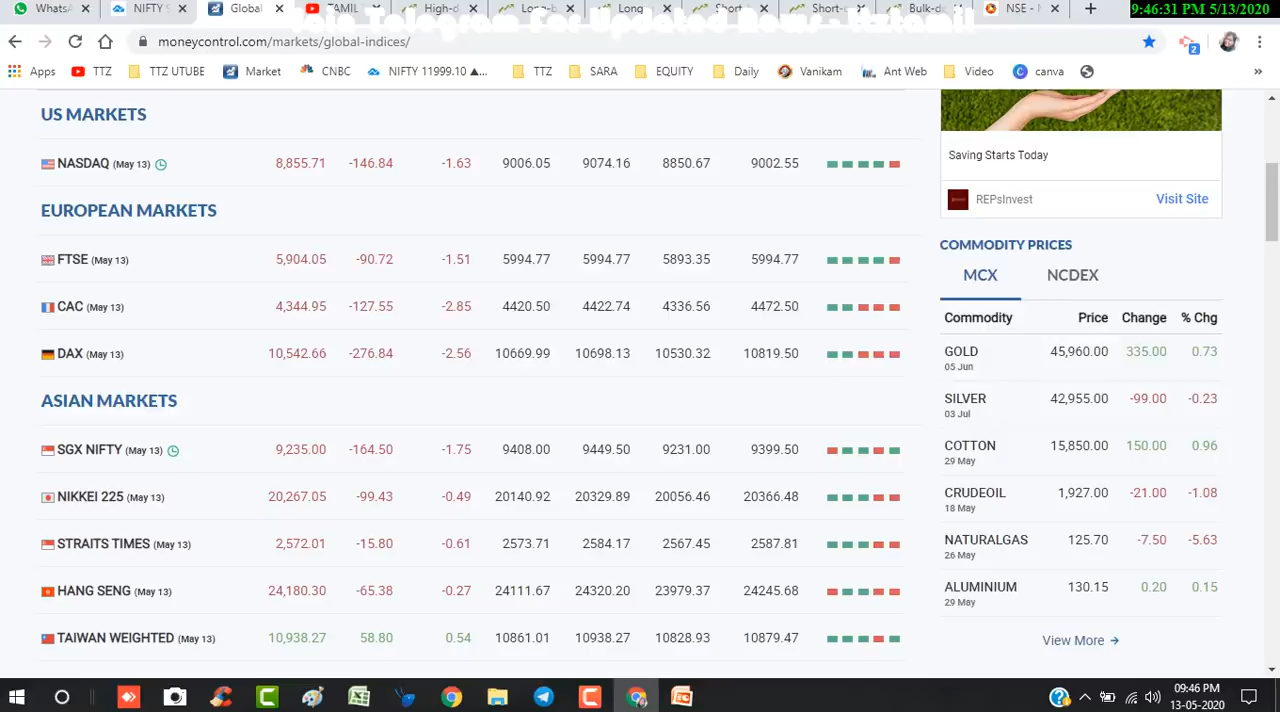 WhatsA
NIFTY S
Global
TAMIL
High-d
Long-b
Long
Short-
Short-c
Bulk-de
NSE - N
9:46:31 PM 5/13/2020
Join Telegram - For Updated News - ttztamil
moneycontrol.com/markets/global-indices/
2
Apps TTZ TTZ UTUBE Market CNBC NIFTY 11999.10 ▲... TTZ SARA EQUITY Daily Vanikam Ant Web Video canva »
US MARKETS
NASDAQ (May 13) 8,855.71 -146.84 -1.63 9006.05 9074.16 8850.67 9002.55
EUROPEAN MARKETS
FTSE (May 13) 5,904.05 -90.72 -1.51 5994.77 5994.77 5893.35 5994.77
CAC (May 13) 4,344.95 -127.55 -2.85 4420.50 4422.74 4336.56 4472.50
DAX (May 13) 10,542.66 -276.84 -2.56 10669.99 10698.13 10530.32 10819.50
ASIAN MARKETS
SGX NIFTY (May 13) 9,235.00 -164.50 -1.75 9408.00 9449.50 9231.00 9399.50
NIKKEI 225 (May 13) 20,267.05 -99.43 -0.49 20140.92 20329.89 20056.46 20366.48
STRAITS TIMES (May 13) 2,572.01 -15.80 -0.61 2573.71 2584.17 2567.45 2587.81
HANG SENG (May 13) 24,180.30 -65.38 -0.27 24111.67 24320.20 23979.37 24245.68
TAIWAN WEIGHTED (May 13) 10,938.27 58.80 0.54 10861.01 10938.27 10828.93 10879.47
Saving Starts Today
REPsInvest Visit Site
COMMODITY PRICES
MCX NCDEX
Commodity Price Change % Chg
GOLD 45,960.00 335.00 0.73
05 Jun
SILVER 42,955.00 -99.00 -0.23
03 Jul
COTTON 15,850.00 150.00 0.96
29 May
CRUDEOIL 1,927.00 -21.00 -1.08
18 May
NATURALGAS 125.70 -7.50 -5.63
26 May
ALUMINIUM 130.15 0.20 0.15
29 May
View More →
09:46 PM
13-05-2020